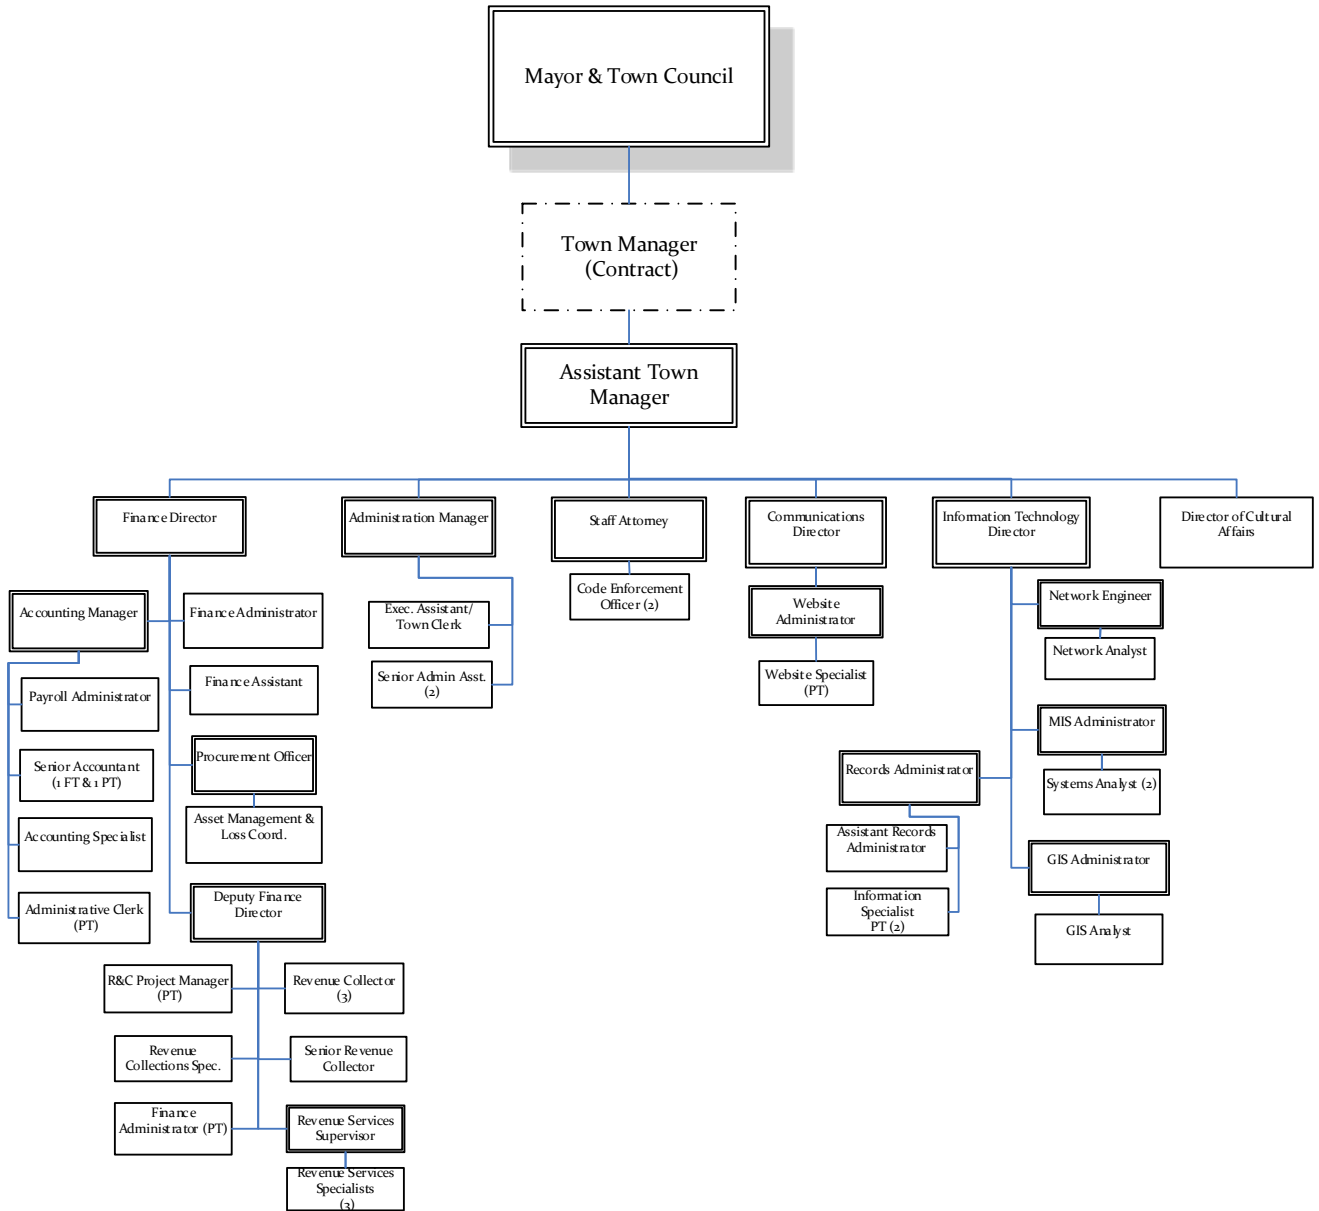 Mayor & Town Council
Town Manager
(Contract)
Assistant Town
Manager
Finance Director
Administration Manager
Staff Attorney
Communications
Director
Information Technology
Director
Director of Cultural
Affairs
Accounting Manager
Finance Administrator
Payroll Administrator
Finance Assistant
Senior Accountant
(1 FT & 1 PT)
Procurement Officer
Accounting Specialist
Asset Management &
Loss Coord.
Administrative Clerk
(PT)
Deputy Finance
Director
R&C Project Manager
(PT)
Revenue Collector
(3)
Revenue
Collections Spec.
Senior Revenue
Collector
Finance
Administrator (PT)
Revenue Services
Supervisor
Revenue Services
Specialists
(3)
Exec. Assistant/
Town Clerk
Senior Admin Asst.
(2)
Code Enforcement
Officer (2)
Website
Administrator
Website Specialist
(PT)
Network Engineer
Network Analyst
MIS Administrator
Systems Analyst (2)
Records Administrator
Assistant Records
Administrator
Information
Specialist
PT (2)
GIS Administrator
GIS Analyst